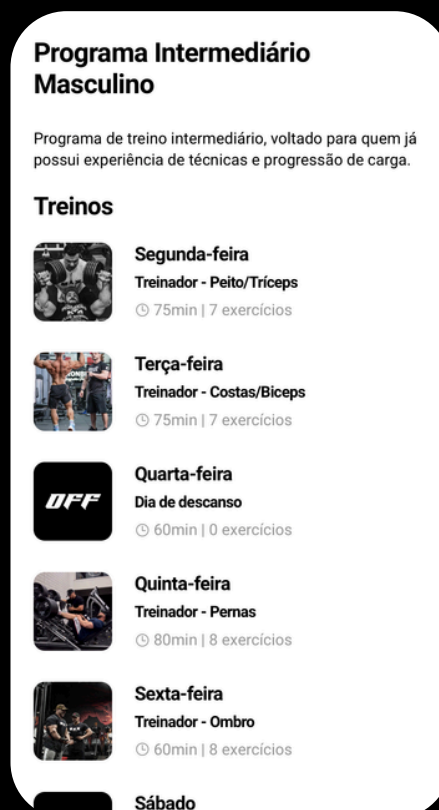 Programa Intermediário
Masculino
Programa de treino intermediário, voltado para quem já
possui experiência de técnicas e progressão de carga.
Treinos
Segunda-feira
Treinador - Peito/Tríceps
75min | 7 exercícios
Terça-feira
Treinador - Costas/Biceps
75min | 7 exercícios
OFF
Quarta-feira
Dia de descanso
60min | 0 exercícios
Quinta-feira
Treinador - Pernas
80min | 8 exercícios
Sexta-feira
Treinador - Ombro
60min | 8 exercícios
Sábado